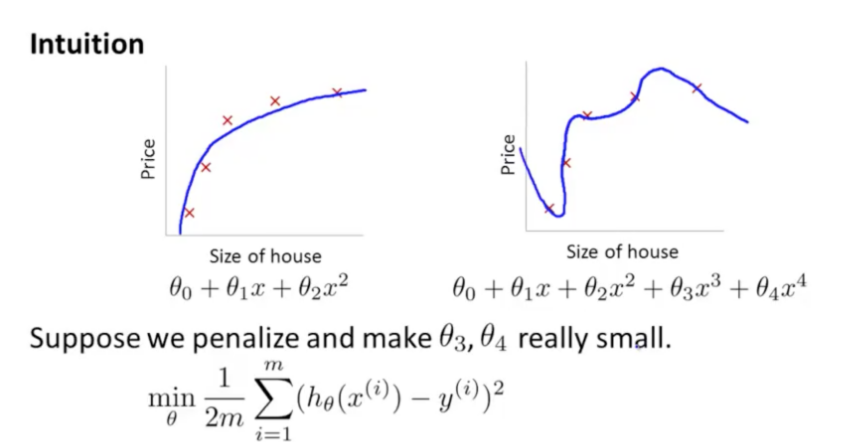 Intuition
Price
Size of house
θ₀ + θ₁x + θ₂x²
Price
Size of house
θ₀ + θ₁x + θ₂x² + θ₃x³ + θ₄x⁴
Suppose we penalize and make θ₃, θ₄ really small.
min_θ 1/2m ∑_{i=1}^{m} (h_θ(x⁽ⁱ⁾) − y⁽ⁱ⁾)²